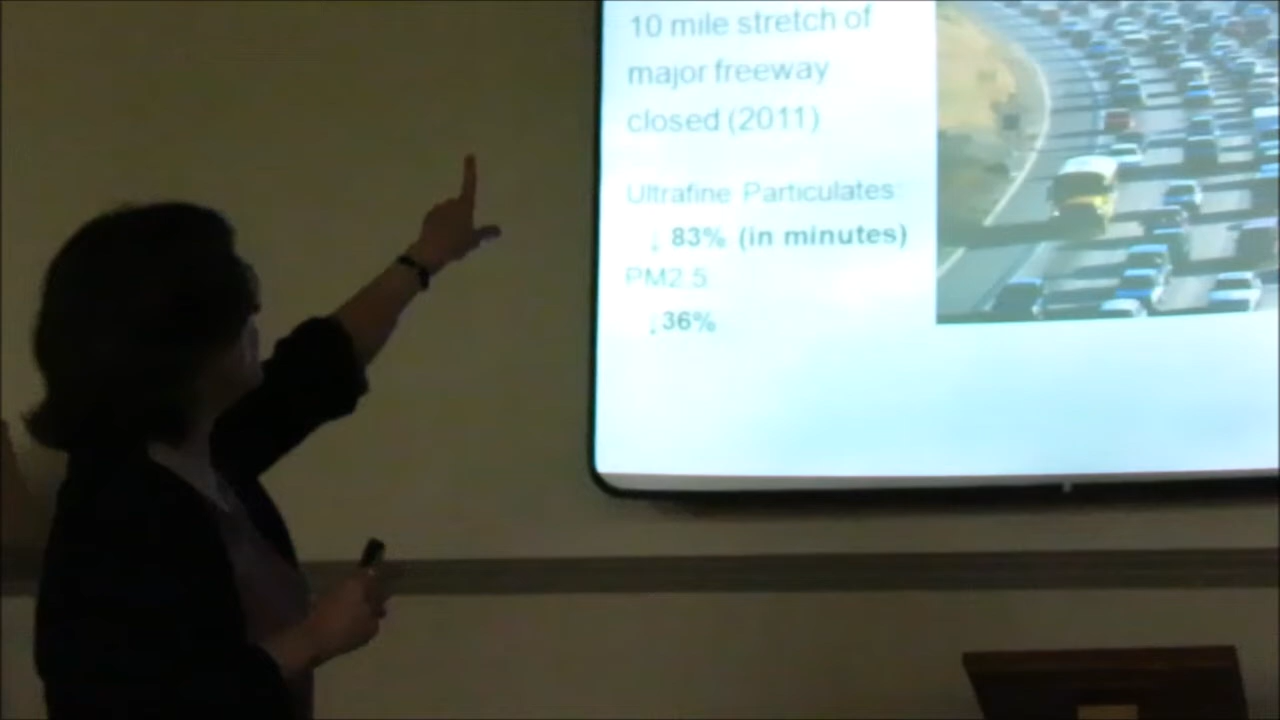 10 mile stretch of
major freeway
closed (2011)
Ultrafine Particulates:
↓ 83% (in minutes)
PM2.5:
↓36%